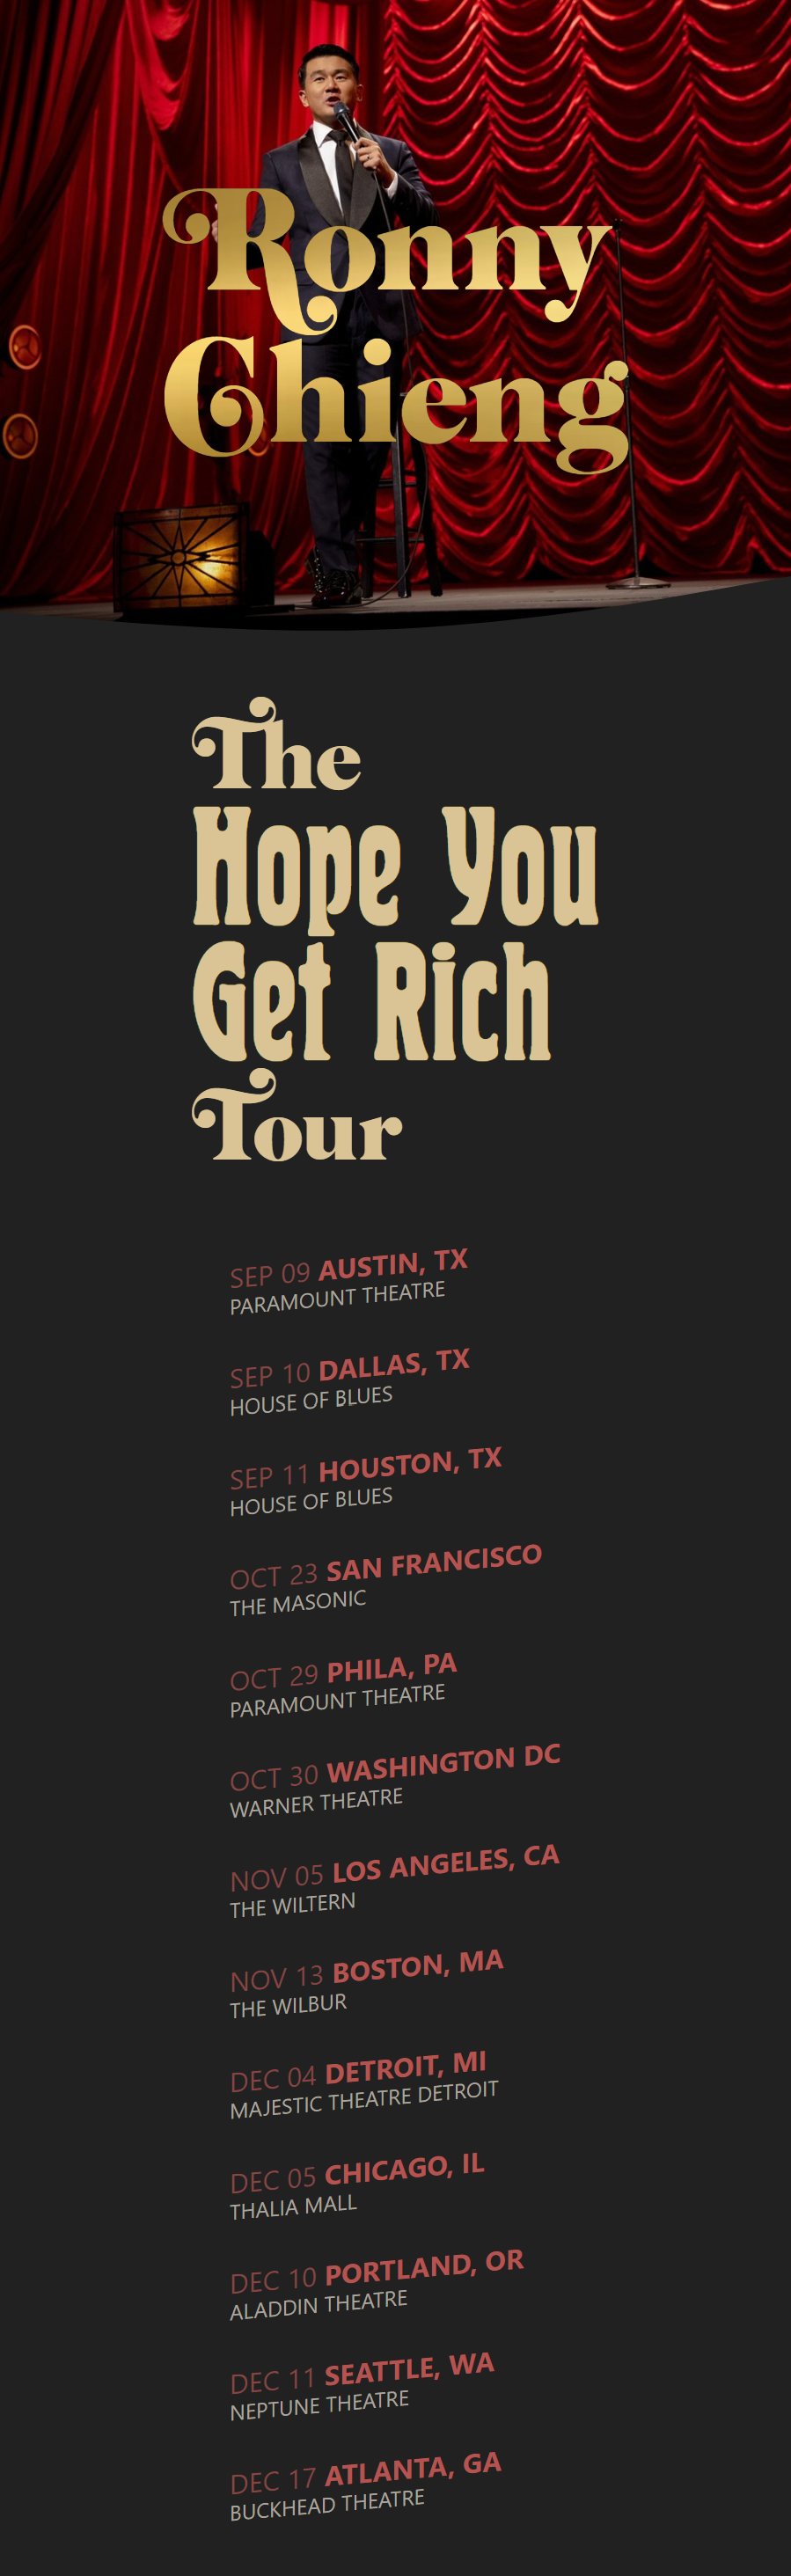 Ronny
Chieng
The
Hope You
Get Rich
Tour
SEP 09 AUSTIN, TX
PARAMOUNT THEATRE
SEP 10 DALLAS, TX
HOUSE OF BLUES
SEP 11 HOUSTON, TX
HOUSE OF BLUES
OCT 23 SAN FRANCISCO
THE MASONIC
OCT 29 PHILA, PA
PARAMOUNT THEATRE
OCT 30 WASHINGTON DC
WARNER THEATRE
NOV 05 LOS ANGELES, CA
THE WILTERN
NOV 13 BOSTON, MA
THE WILBUR
DEC 04 DETROIT, MI
MAJESTIC THEATRE DETROIT
DEC 05 CHICAGO, IL
THALIA MALL
DEC 10 PORTLAND, OR
ALADDIN THEATRE
DEC 11 SEATTLE, WA
NEPTUNE THEATRE
DEC 17 ATLANTA, GA
BUCKHEAD THEATRE